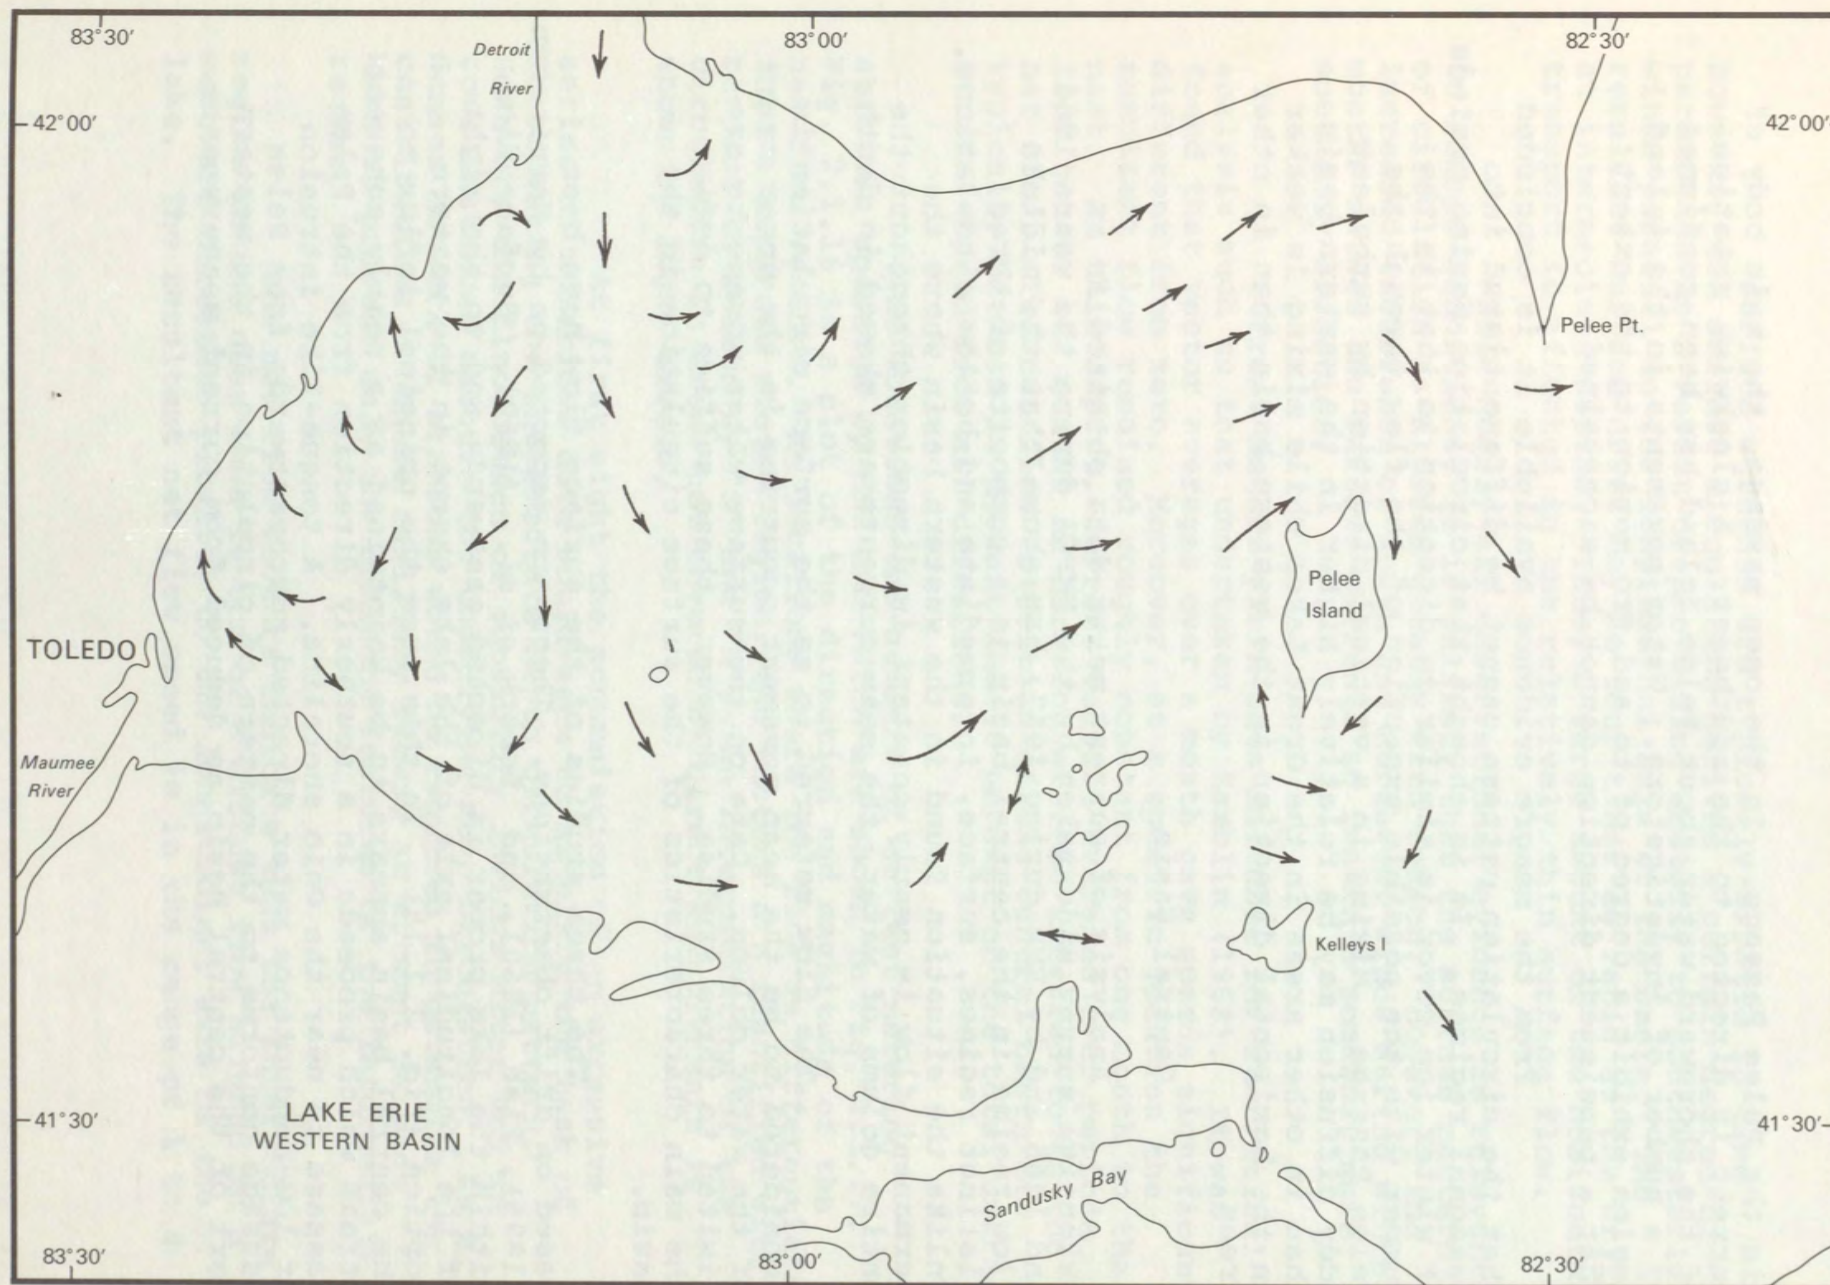 83°30′
83°00′
82°30′
Detroit
River
42°00′
42°00′
Pelee Pt.
Pelee
Island
TOLEDO
Maumee
River
Kelleys I
LAKE ERIE
WESTERN BASIN
41°30′
41°30′
Sandusky Bay
83°30′
83°00′
82°30′